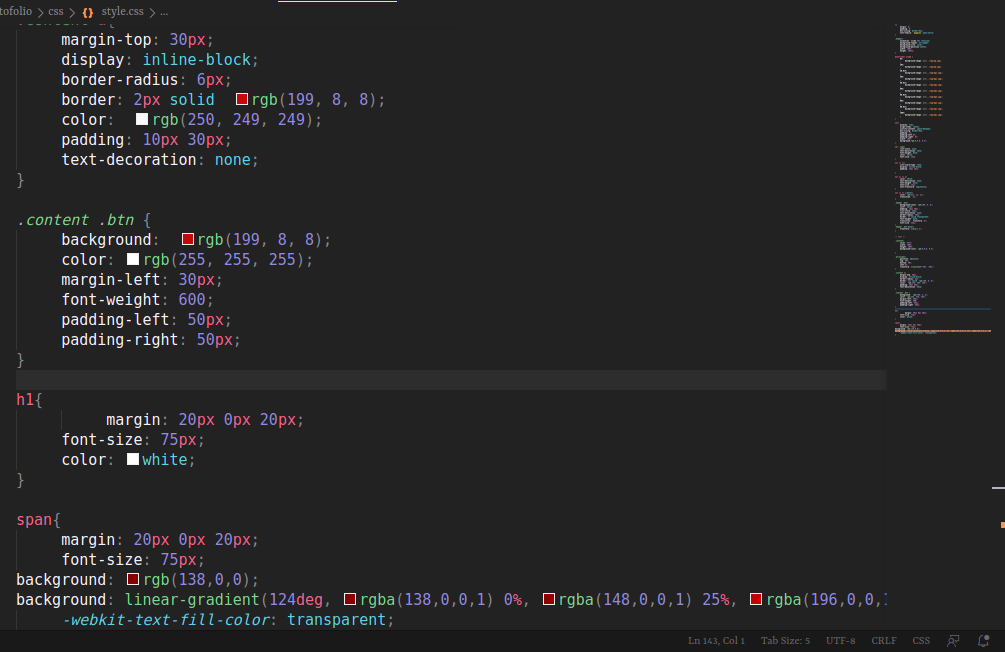 tofolio > css > {} style.css > ...
margin-top: 30px;
display: inline-block;
border-radius: 6px;
border: 2px solid rgb(199, 8, 8);
color: rgb(250, 249, 249);
padding: 10px 30px;
text-decoration: none;
}
.content .btn {
background: rgb(199, 8, 8);
color: rgb(255, 255, 255);
margin-left: 30px;
font-weight: 600;
padding-left: 50px;
padding-right: 50px;
}
h1{
margin: 20px 0px 20px;
font-size: 75px;
color: white;
}
span{
margin: 20px 0px 20px;
font-size: 75px;
background: rgb(138,0,0);
background: linear-gradient(124deg, rgba(138,0,0,1) 0%, rgba(148,0,0,1) 25%, rgba(196,0,0,1
-webkit-text-fill-color: transparent;
Ln 143, Col 1 Tab Size: 5 UTF-8 CRLF CSS